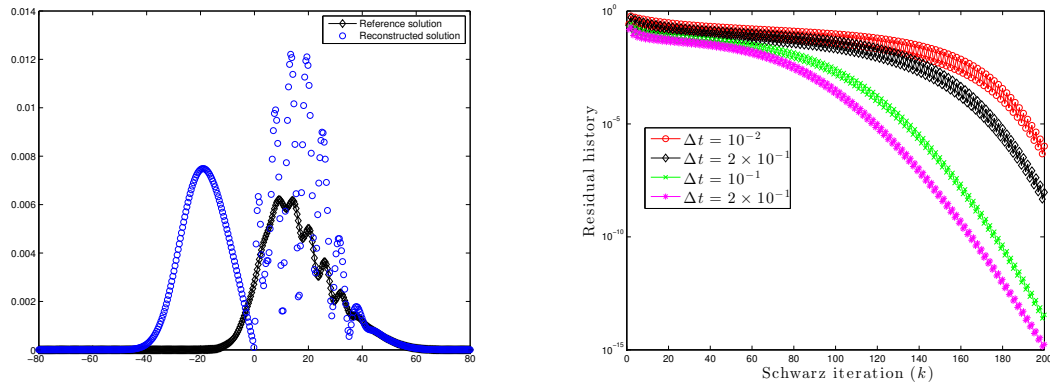 0.014
0.012
0.01
0.008
0.006
0.004
0.002
0
−80 −60 −40 −20 0 20 40 60 80
Reference solution
Reconstructed solution
10^0
10^−5
10^−10
10^−15
Residual history
0 20 40 60 80 100 120 140 160 180 200
Schwarz iteration (k)
Δt = 10^−2
Δt = 2 × 10^−1
Δt = 10^−1
Δt = 2 × 10^−1